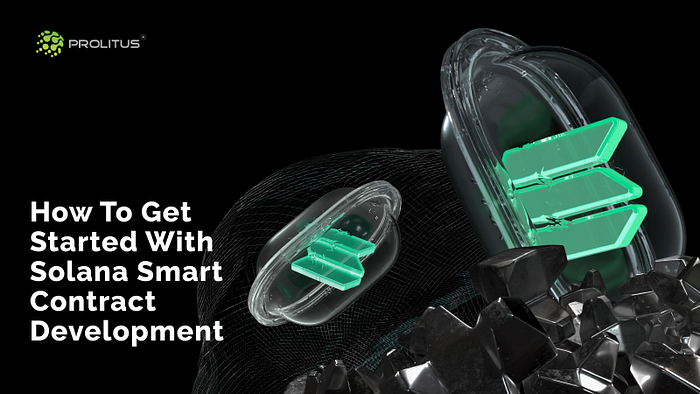 PROLITUS
How To Get
Started With
Solana Smart
Contract
Development